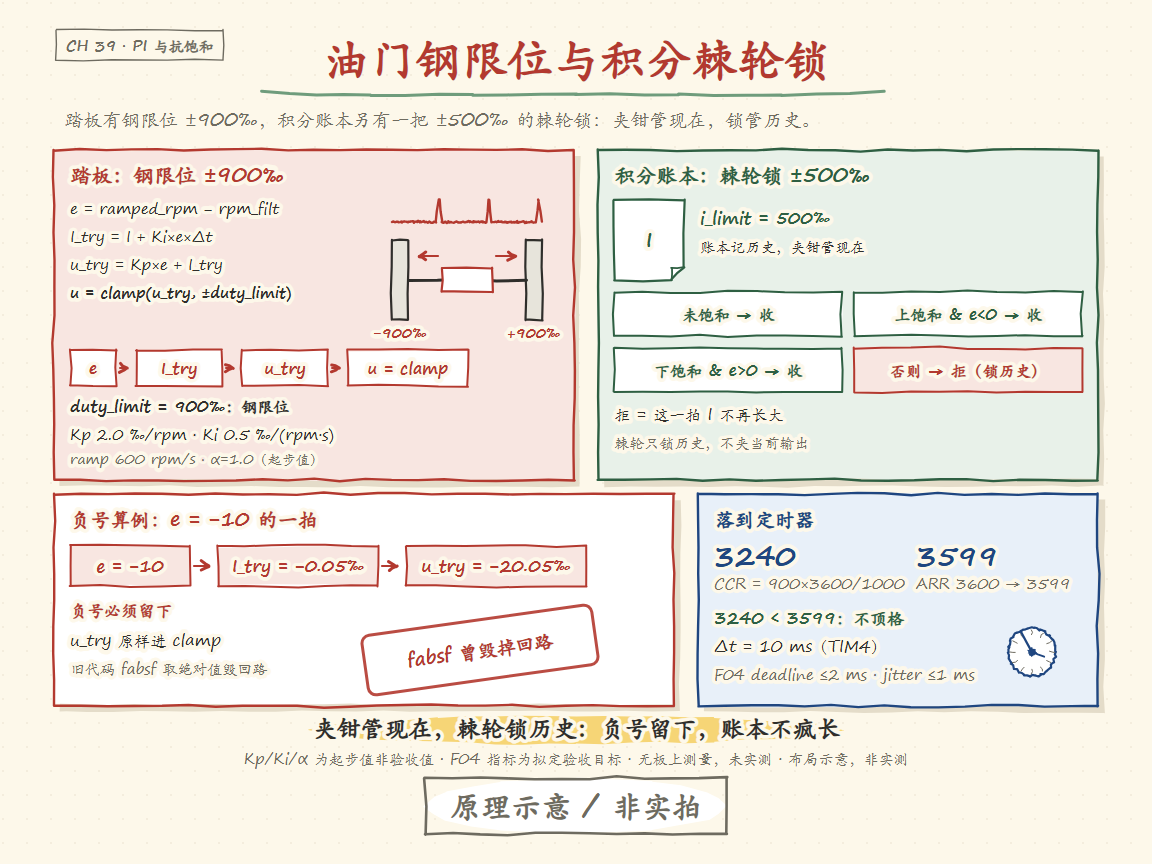 CH 39 · PI 与抗饱和
油门钢限位与积分棘轮锁
踏板有钢限位 ±900‰，积分账本另有一把 ±500‰ 的棘轮锁：夹钳管现在，锁管历史。
踏板：钢限位 ±900‰
e = ramped_rpm − rpm_filt
I_try = I + Ki×e×Δt
u_try = Kp×e + I_try
u = clamp(u_try, ±duty_limit)
−900‰
+900‰
e
I_try
u_try
u = clamp
duty_limit = 900‰：钢限位
Kp 2.0 ‰/rpm · Ki 0.5 ‰/(rpm·s)
ramp 600 rpm/s · α=1.0（起步值）
积分账本：棘轮锁 ±500‰
I
i_limit = 500‰
账本记历史，夹钳管现在
未饱和 → 收
上饱和 & e<0 → 收
下饱和 & e>0 → 收
否则 → 拒（锁历史）
拒 = 这一拍 I 不再长大
棘轮只锁历史，不夹当前输出
负号算例：e = −10 的一拍
e = −10
I_try = −0.05‰
u_try = −20.05‰
负号必须留下
u_try 原样进 clamp
旧代码 fabsf 取绝对值毁回路
fabsf 曾毁掉回路
落到定时器
3240
3599
CCR = 900×3600/1000
ARR 3600 → 3599
3240 < 3599：不顶格
Δt = 10 ms（TIM4）
F04 deadline ≤2 ms · jitter ≤1 ms
夹钳管现在，棘轮锁历史：负号留下，账本不疯长
Kp/Ki/α 为起步值非验收值 · F04 指标为拟定验收目标 · 无板上测量，未实测 · 布局示意，非实测
原理示意 / 非实拍